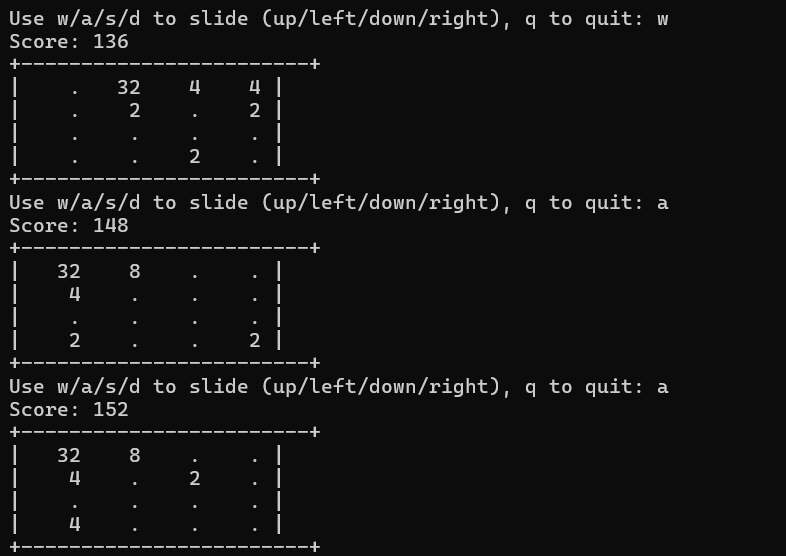 Use w/a/s/d to slide (up/left/down/right), q to quit: w
Score: 136
+------------------------+
|    .   32    4    4 |
|    .    2    .    2 |
|    .    .    .    . |
|    .    .    2    . |
+------------------------+
Use w/a/s/d to slide (up/left/down/right), q to quit: a
Score: 148
+------------------------+
|   32    8    .    . |
|    4    .    .    . |
|    .    .    .    . |
|    2    .    .    2 |
+------------------------+
Use w/a/s/d to slide (up/left/down/right), q to quit: a
Score: 152
+------------------------+
|   32    8    .    . |
|    4    .    2    . |
|    .    .    .    . |
|    4    .    .    . |
+------------------------+